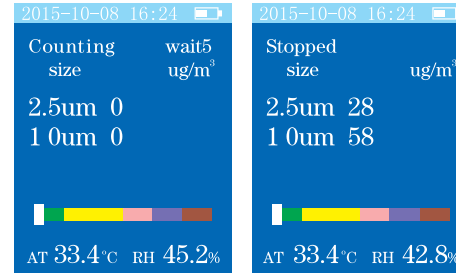 2015-10-08 16:24
Counting wait5
size ug/m³
2.5um 0
1 0um 0
AT 33.4°C RH 45.2%
2015-10-08 16:24
Stopped
size ug/m³
2.5um 28
1 0um 58
AT 33.4°C RH 42.8%